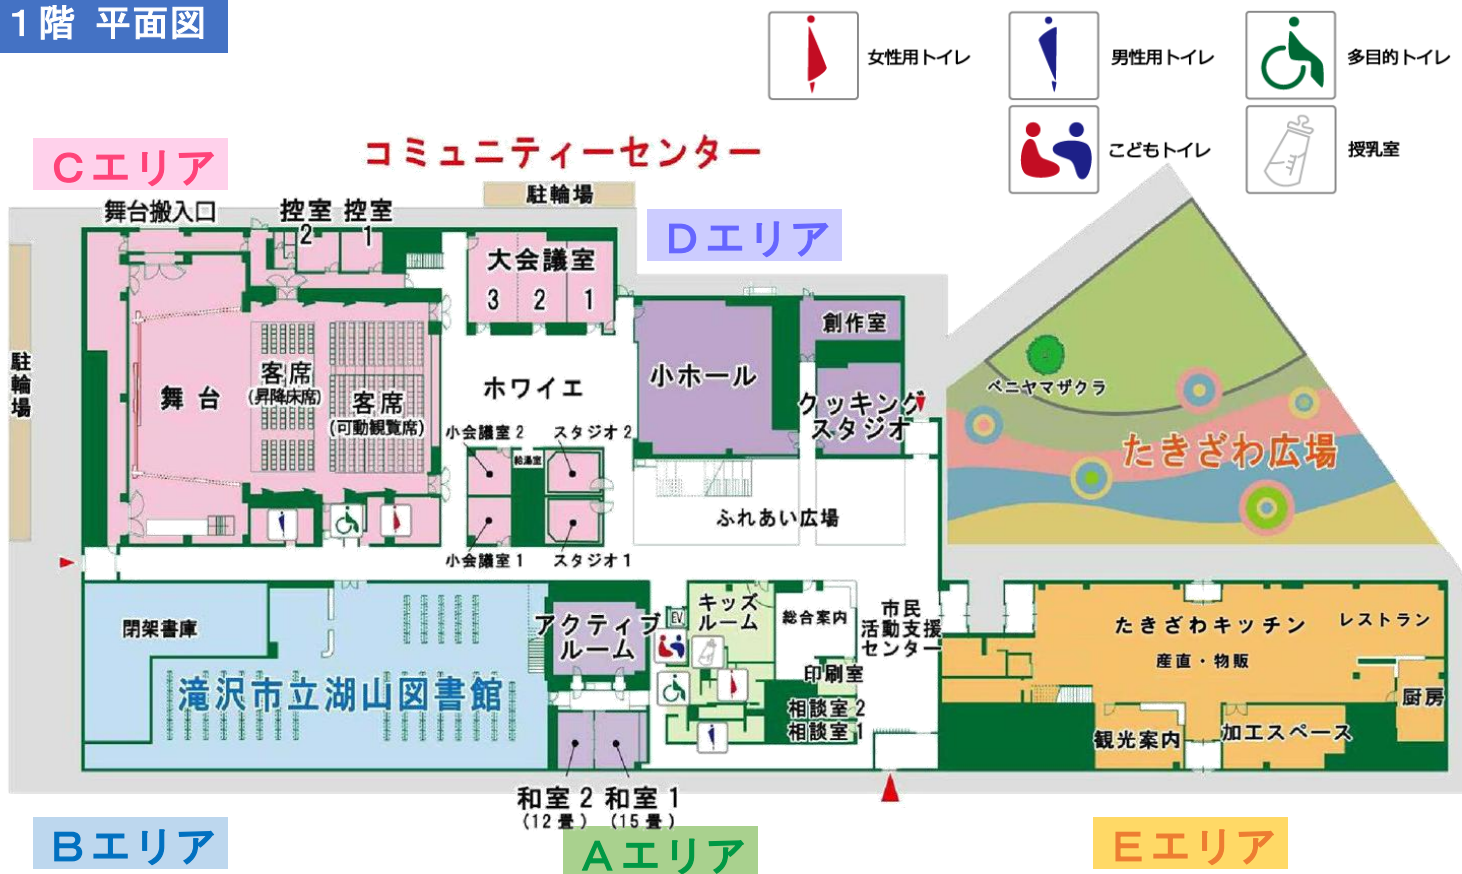 1階 平面図
女性用トイレ
男性用トイレ
多目的トイレ
こどもトイレ
授乳室
コミュニティーセンター
Cエリア
駐輪場
舞台搬入口
控室
2
控室
1
Dエリア
大会議室
3
2
1
創作室
小ホール
駐輪場
舞台
客席
(昇降床席)
客席
(可動観覧席)
ホワイエ
クッキング
スタジオ
ベニヤマザクラ
たきざわ広場
小会議室2
スタジオ2
給湯室
ふれあい広場
小会議室1
スタジオ1
閉架書庫
滝沢市立湖山図書館
アクティブ
ルーム
EV
キッズ
ルーム
総合案内
市民
活動支援
センター
印刷室
相談室2
相談室1
たきざわキッチン
産直・物販
レストラン
厨房
観光案内
加工スペース
和室2
(12畳)
和室1
(15畳)
Bエリア
Aエリア
Eエリア